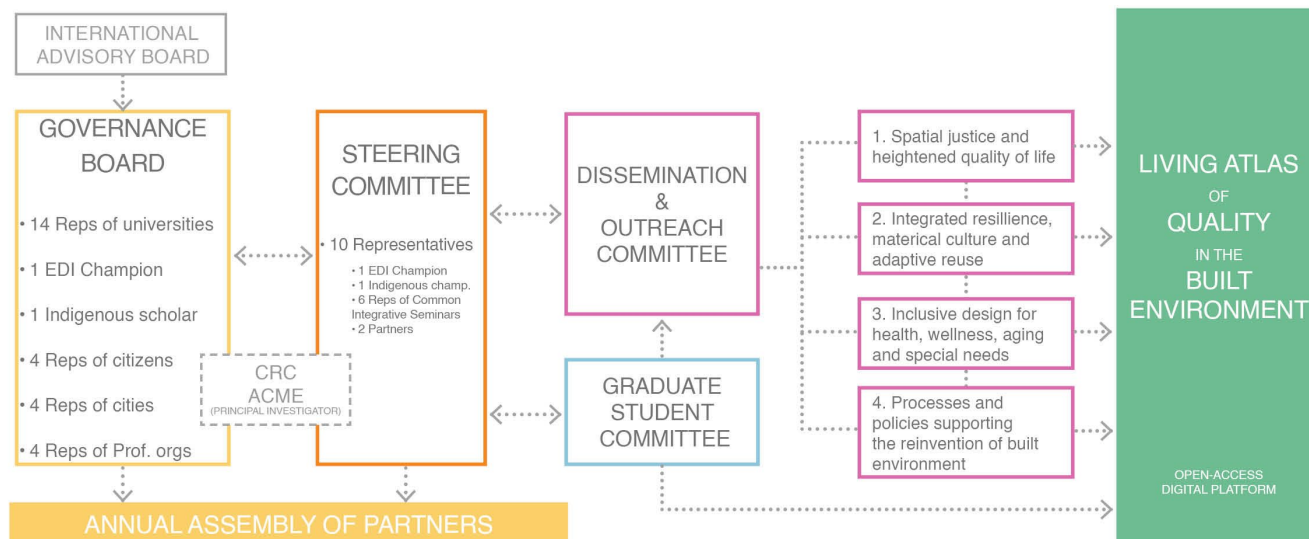 INTERNATIONAL
ADVISORY BOARD
GOVERNANCE
BOARD
• 14 Reps of universities
• 1 EDI Champion
• 1 Indigenous scholar
• 4 Reps of citizens
• 4 Reps of cities
• 4 Reps of Prof. orgs
CRC
ACME
(PRINCIPAL INVESTIGATOR)
STEERING
COMMITTEE
• 10 Representatives
• 1 EDI Champion
• 1 Indigenous champ.
• 6 Reps of Common
Integrative Seminars
• 2 Partners
ANNUAL ASSEMBLY OF PARTNERS
DISSEMINATION
&
OUTREACH
COMMITTEE
GRADUATE
STUDENT
COMMITTEE
1. Spatial justice and
heightened quality of life
2. Integrated resillience,
materical culture and
adaptive reuse
3. Inclusive design for
health, wellness, aging
and special needs
4. Processes and
policies supporting
the reinvention of built
environment
LIVING ATLAS
OF
QUALITY
IN THE
BUILT
ENVIRONMENT
OPEN-ACCESS
DIGITAL PLATFORM